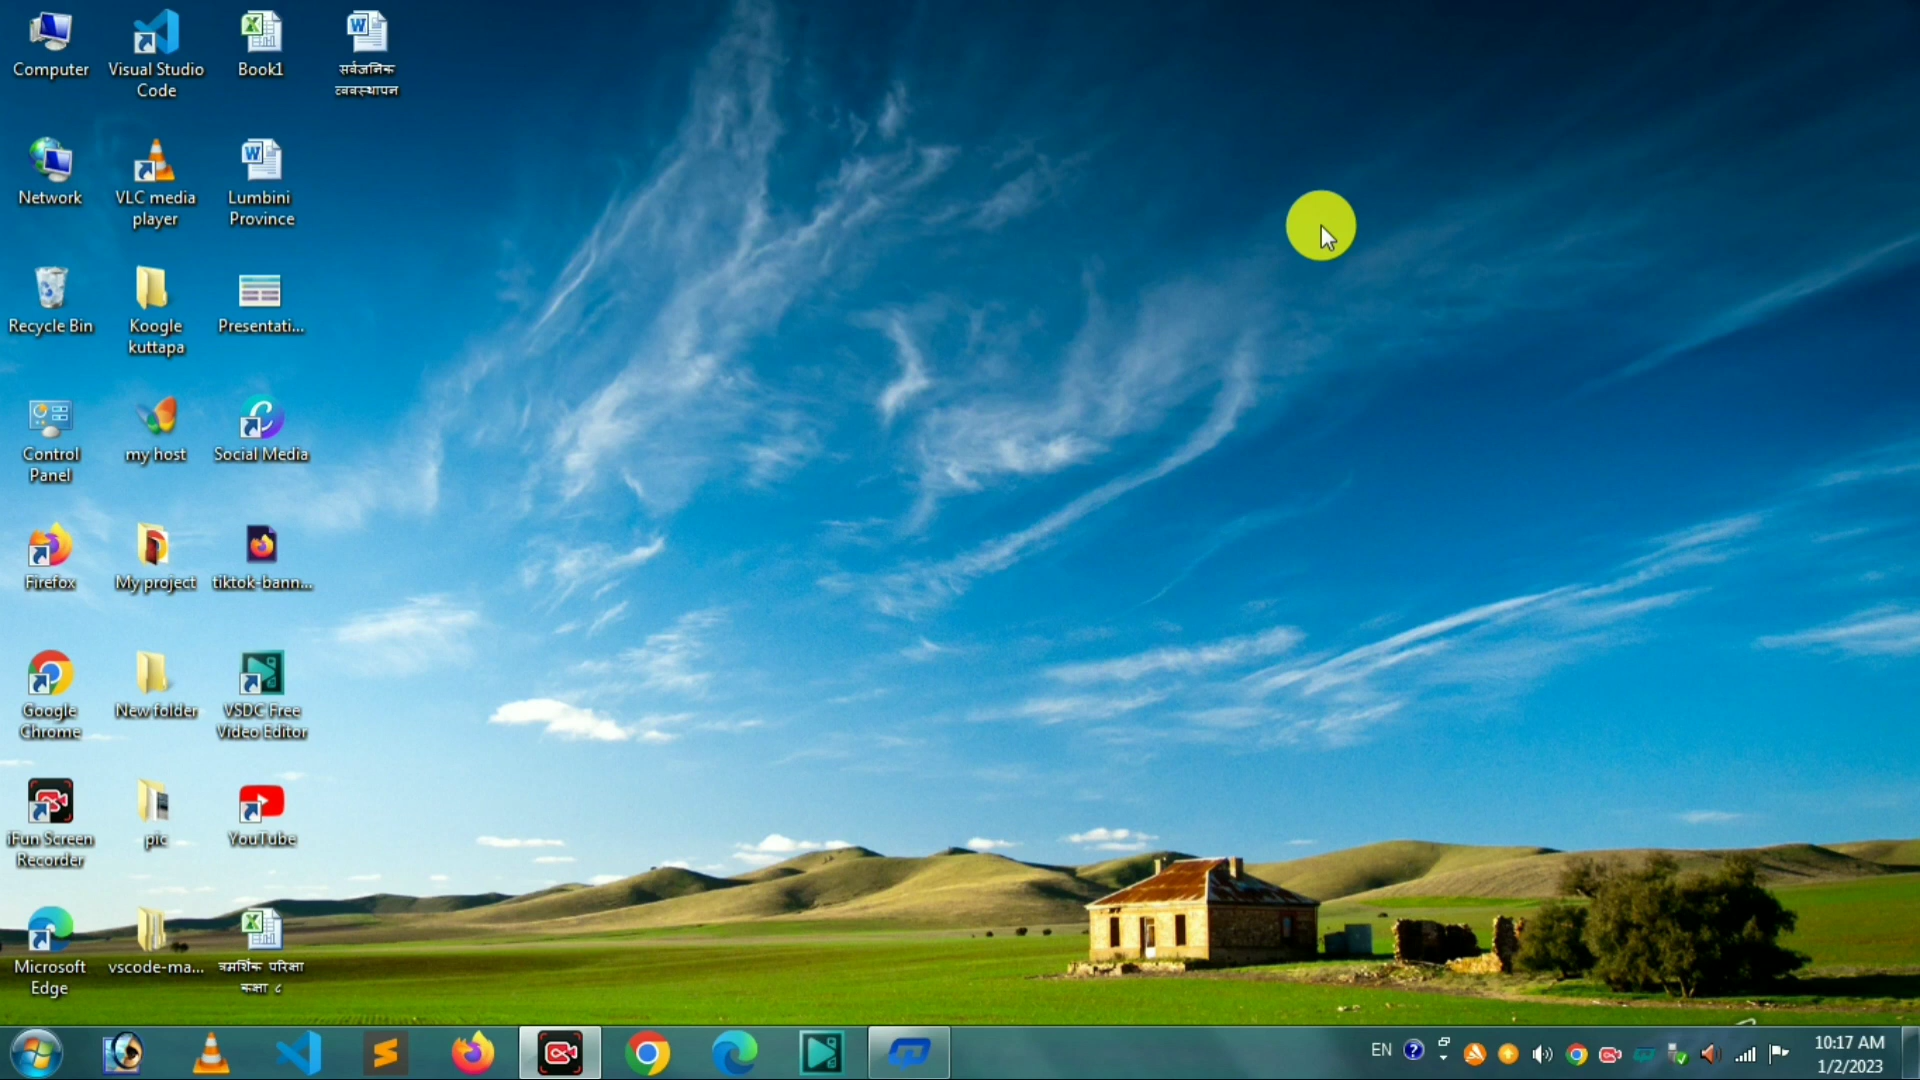 Computer
Visual Studio
Code
Book1
सर्वजनिक
व्यवस्थापन
Network
VLC media
player
Lumbini
Province
Recycle Bin
Koogle
kuttapa
Presentati...
Control
Panel
my host
Social Media
Firefox
My project
tiktok-bann...
Google
Chrome
New folder
VSDC Free
Video Editor
iFun Screen
Recorder
pic
YouTube
Microsoft
Edge
vscode-ma...
परिक्षा
कक्षा ८
EN
10:17 AM
1/2/2023